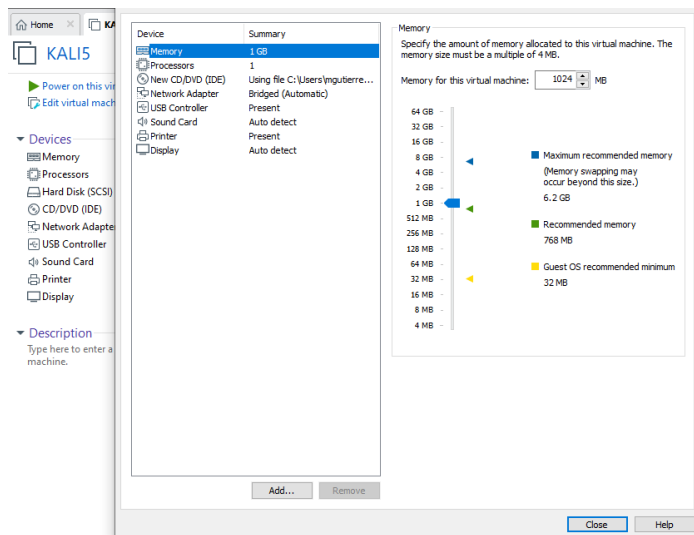 Home
KA
KALI5
Power on this vir
Edit virtual mach
Devices
Memory
Processors
Hard Disk (SCSI)
CD/DVD (IDE)
Network Adapte
USB Controller
Sound Card
Printer
Display
Description
Type here to enter a
machine.
Device Summary
Memory 1 GB
Processors 1
New CD/DVD (IDE) Using file C:\Users\ngutierre...
Network Adapter Bridged (Automatic)
USB Controller Present
Sound Card Auto detect
Printer Present
Display Auto detect
Add... Remove
Memory
Specify the amount of memory allocated to this virtual machine. The
memory size must be a multiple of 4 MB.
Memory for this virtual machine: 1024 MB
64 GB
32 GB
16 GB
8 GB
4 GB
2 GB
1 GB
512 MB
256 MB
128 MB
64 MB
32 MB
16 MB
8 MB
4 MB
Maximum recommended memory
(Memory swapping may
occur beyond this size.)
6.2 GB
Recommended memory
768 MB
Guest OS recommended minimum
32 MB
Close Help